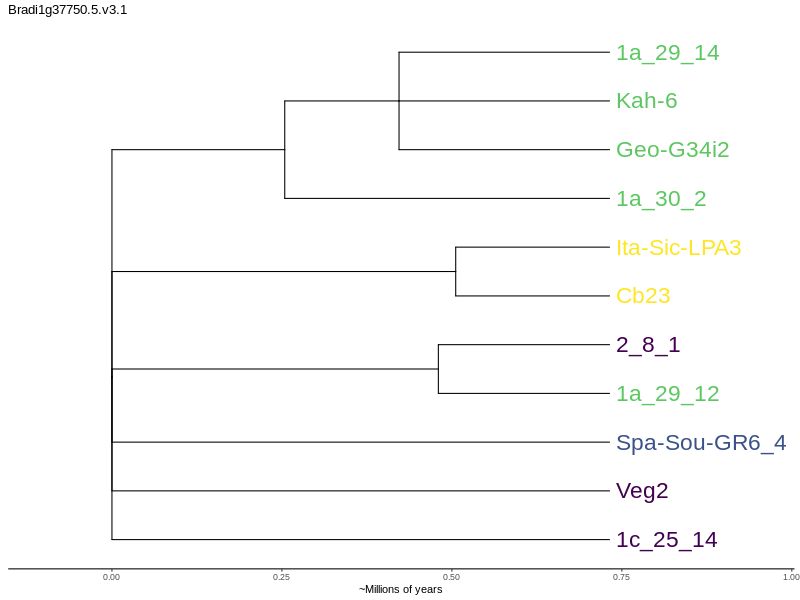 Bradi1g37750.5.v3.1
1a_29_14
Kah-6
Geo-G34i2
1a_30_2
Ita-Sic-LPA3
Cb23
2_8_1
1a_29_12
Spa-Sou-GR6_4
Veg2
1c_25_14
0.00 0.25 0.50 0.75 1.00
~Millions of years